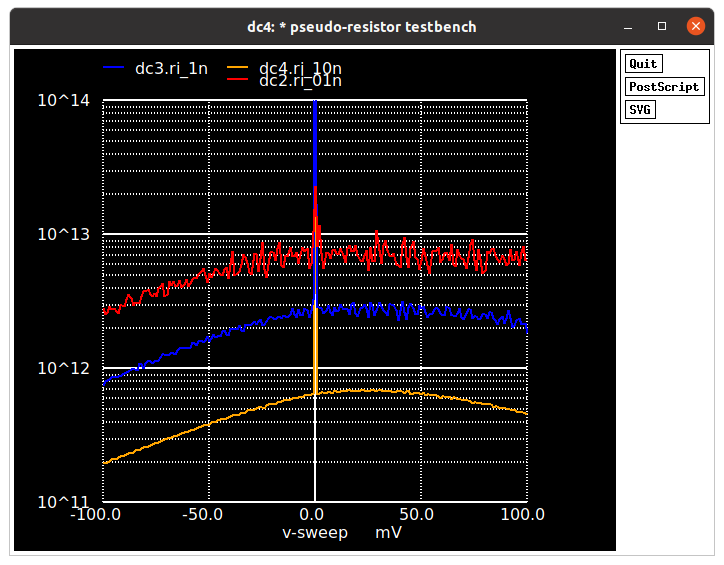 dc4: * pseudo-resistor testbench
Quit
PostScript
SVG
dc3.ri_1n dc4.ri_10n
dc2.ri_01n
10^14
10^13
10^12
10^11
-100.0 -50.0 0.0 50.0 100.0
v-sweep mV